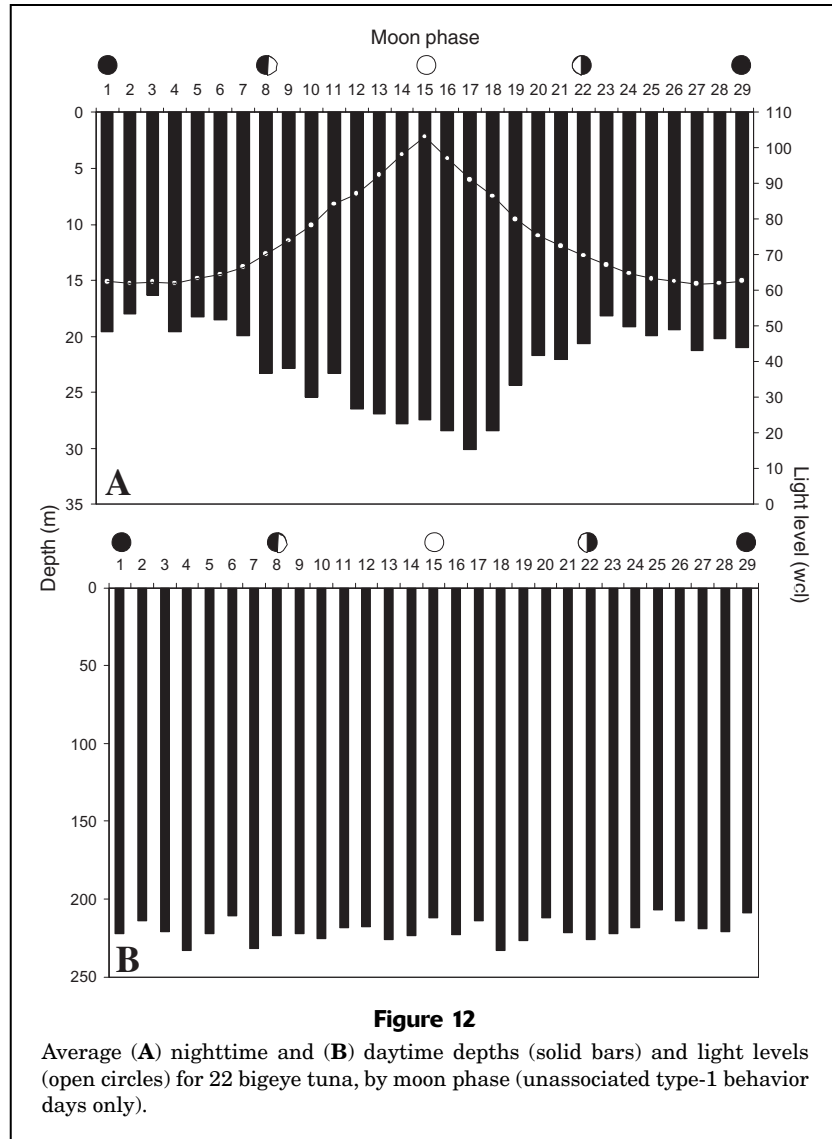 Moon phase
1 2 3 4 5 6 7 8 9 10 11 12 13 14 15 16 17 18 19 20 21 22 23 24 25 26 27 28 29
0
5
10
15
20
25
30
35
110
100
90
80
70
60
50
40
30
20
10
0
A
Depth (m)
Light level (wcl)
1 2 3 4 5 6 7 8 9 10 11 12 13 14 15 16 17 18 19 20 21 22 23 24 25 26 27 28 29
0
50
100
150
200
250
B
Figure 12
Average (A) nighttime and (B) daytime depths (solid bars) and light levels
(open circles) for 22 bigeye tuna, by moon phase (unassociated type-1 behavior
days only).